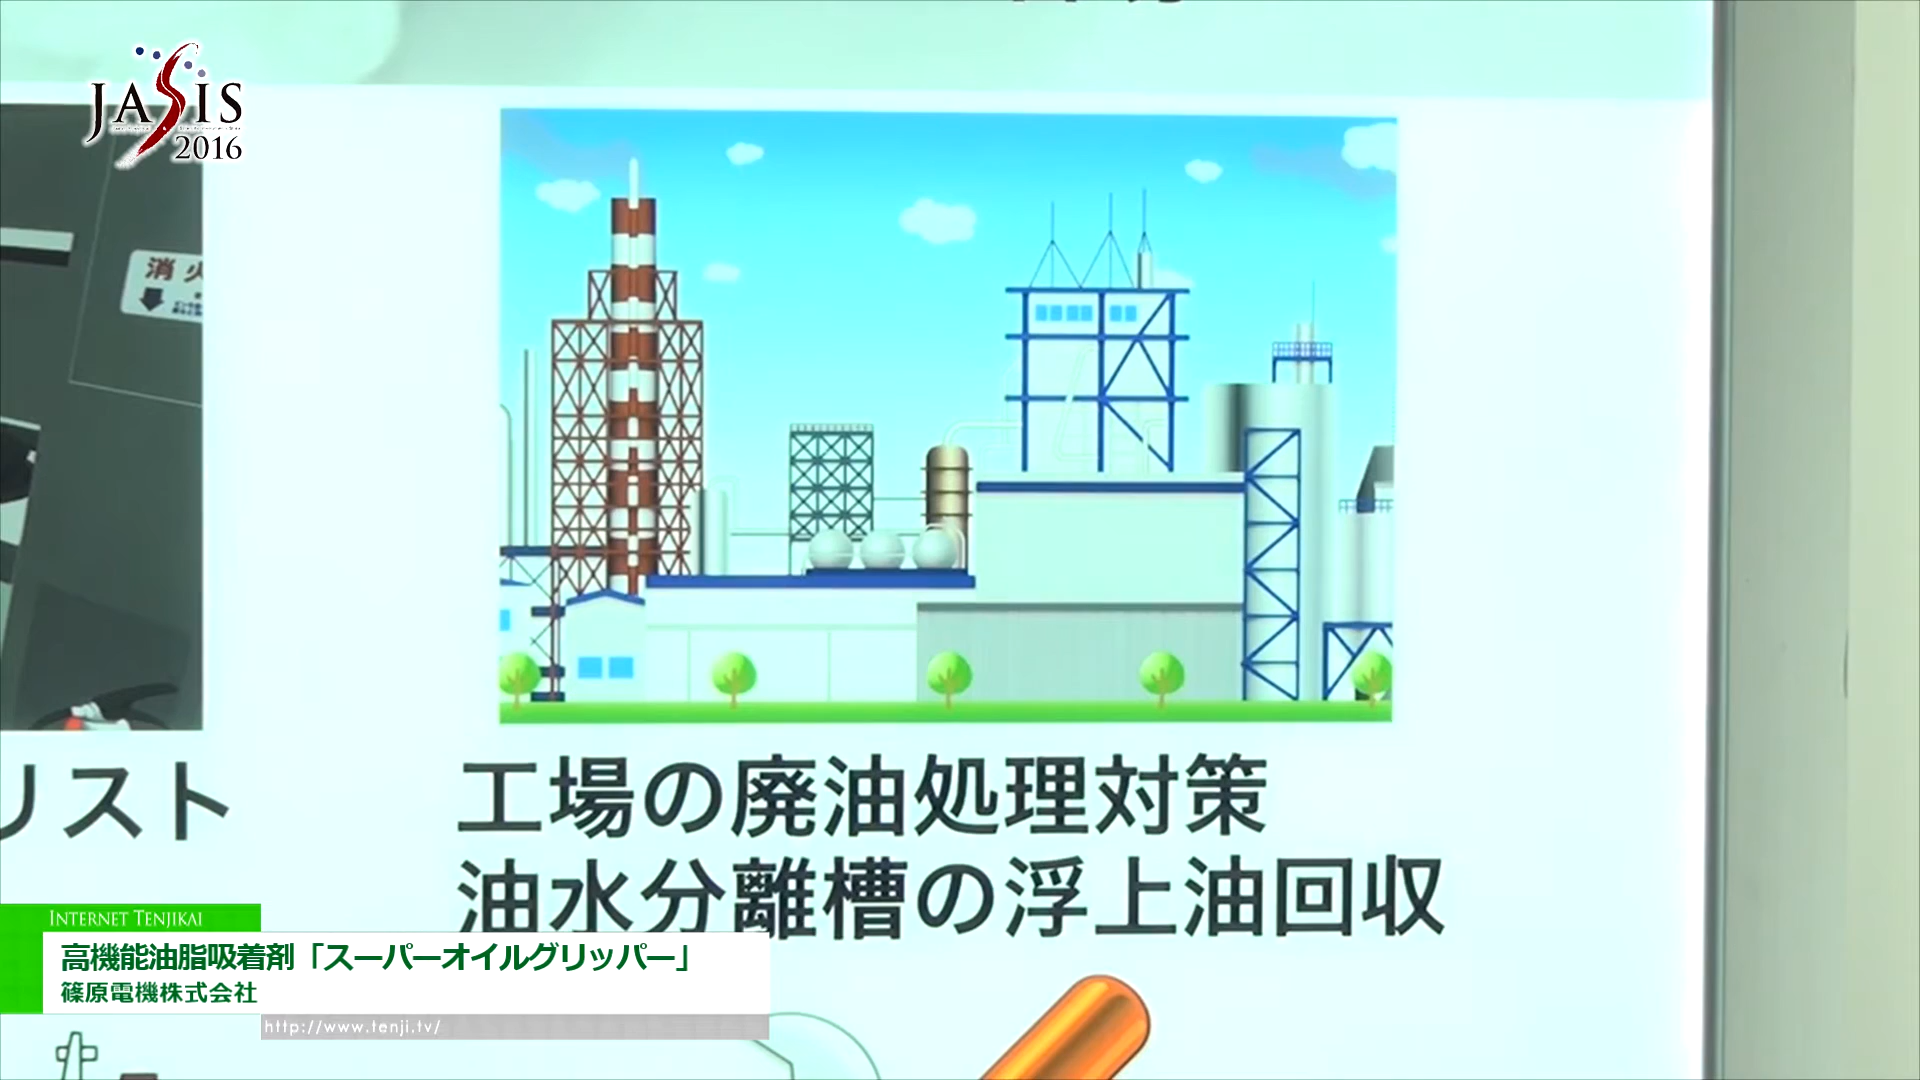 JASIS
2016
消火
リスト
工場の廃油処理対策
油水分離槽の浮上油回収
INTERNET TENJIKAI
高機能油脂吸着剤「スーパーオイルグリッパー」
篠原電機株式会社
http://www.tenji.tv/